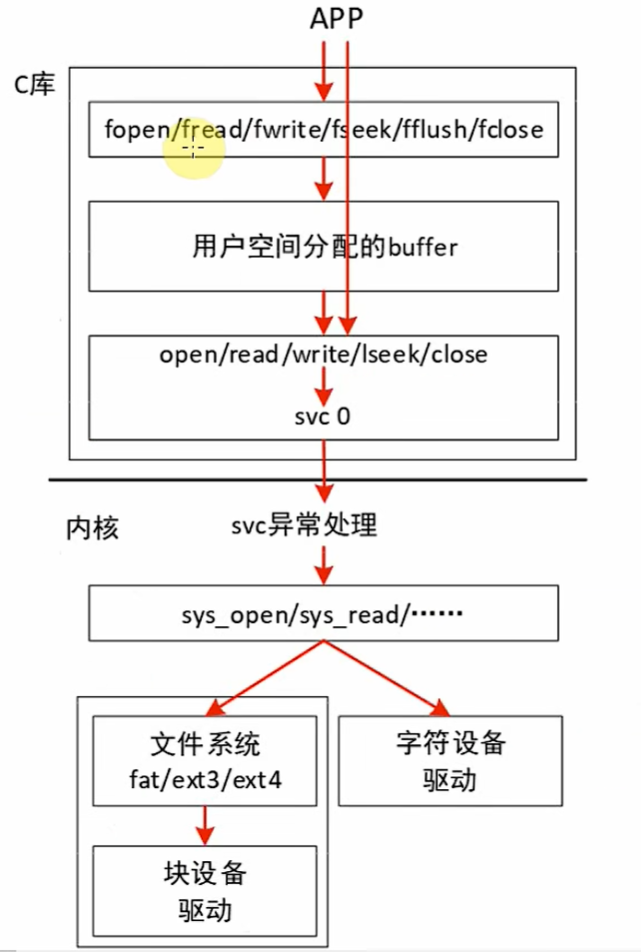 APP
C库
fopen/fread/fwrite/fseek/fflush/fclose
用户空间分配的buffer
open/read/write/lseek/close
svc 0
内核
svc异常处理
sys_open/sys_read/······
文件系统
fat/ext3/ext4
字符设备
驱动
块设备
驱动